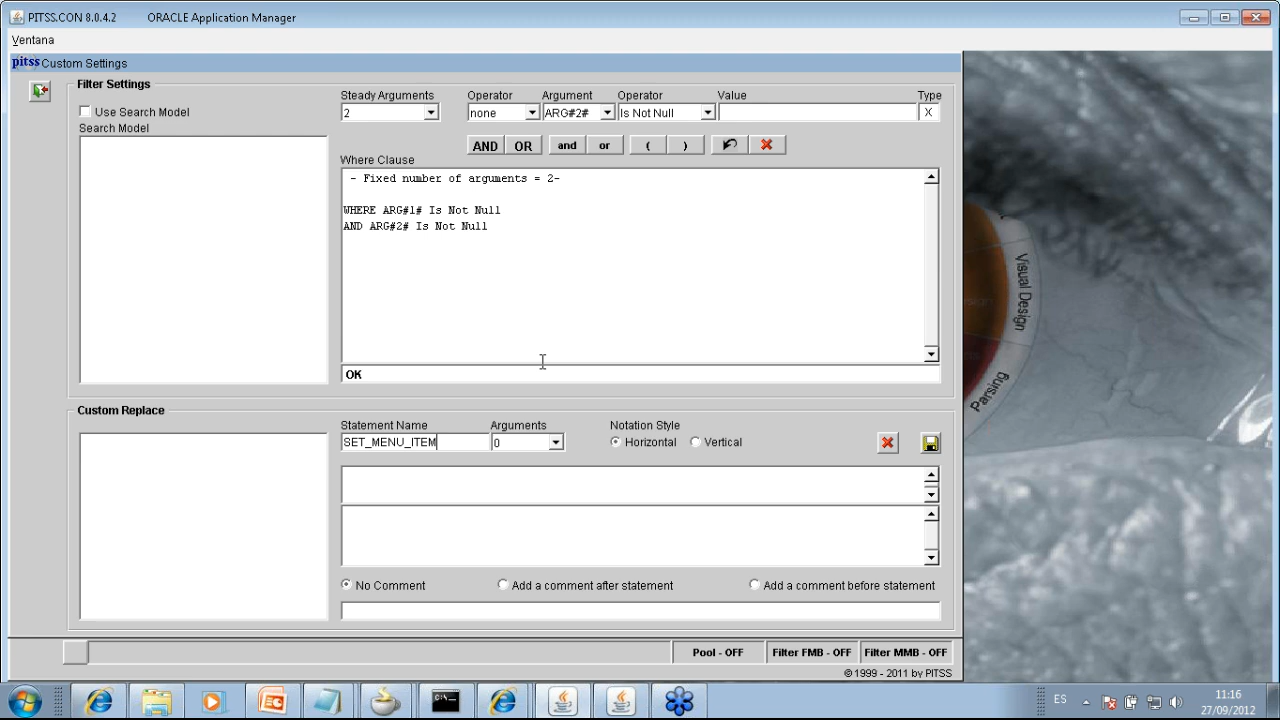 PITSS.CON 8.0.4.2 ORACLE Application Manager
Ventana
pitss Custom Settings
Filter Settings
Use Search Model
Search Model
Steady Arguments Operator Argument Operator Value Type
2 none ARG#2# Is Not Null X
AND OR and or ( )
Where Clause
- Fixed number of arguments = 2-
WHERE ARG#1# Is Not Null
AND ARG#2# Is Not Null
OK
Custom Replace
Statement Name Arguments Notation Style
SET_MENU_ITEM 0 Horizontal Vertical
No Comment Add a comment after statement Add a comment before statement
Pool - OFF Filter FMB - OFF Filter MMB - OFF
© 1999 - 2011 by PITSS
Visual Design
Parsing
C:\_
ES
11:16
27/09/2012